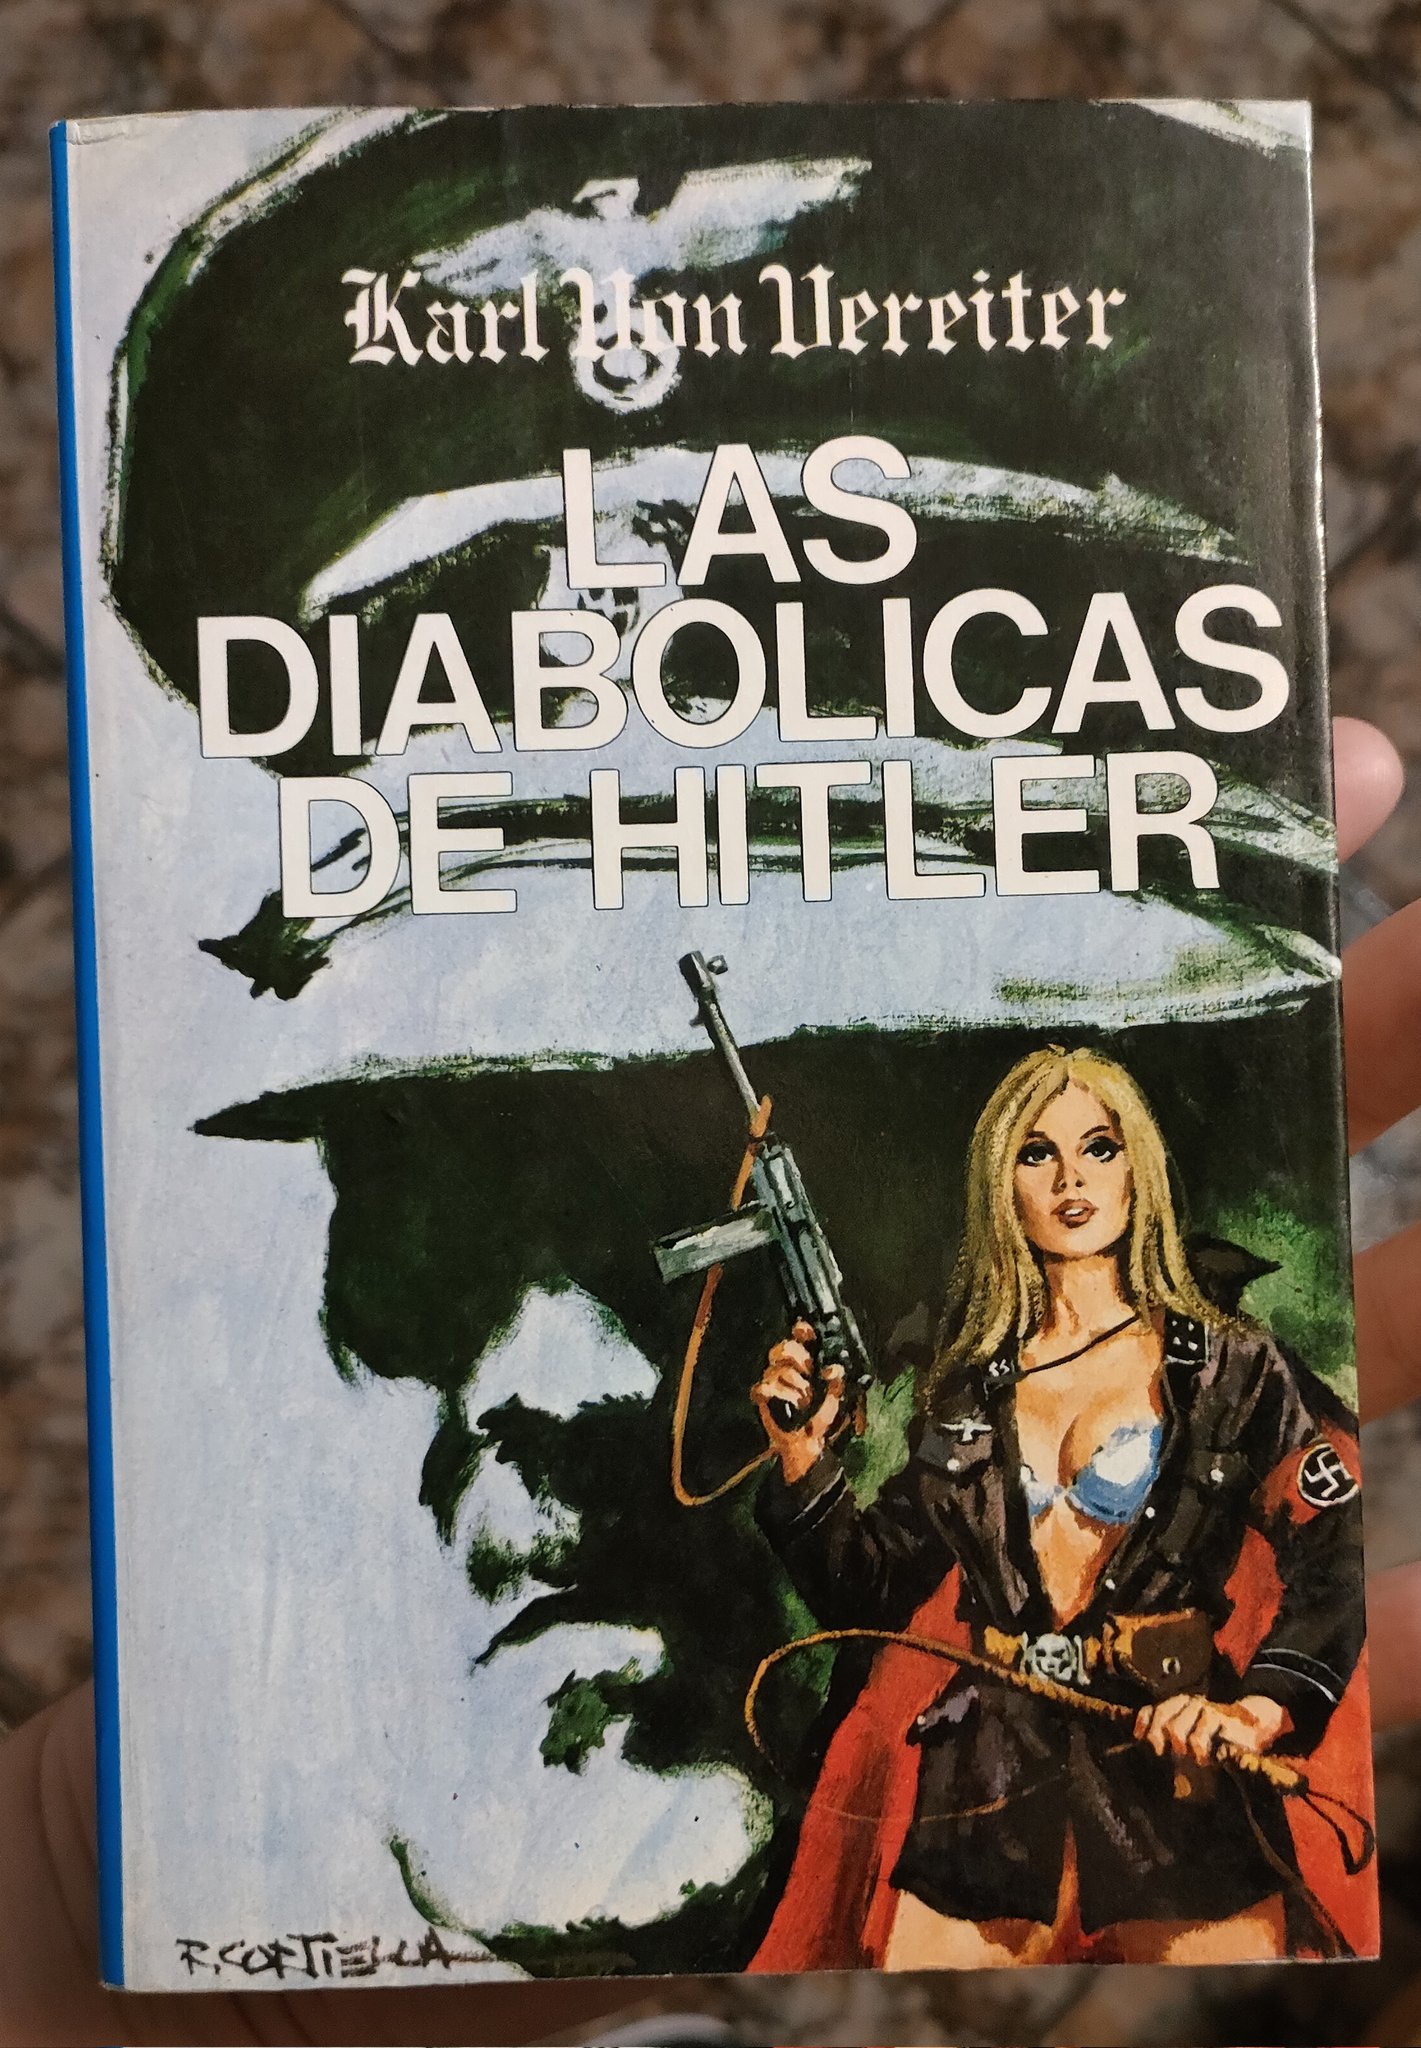 Karl Von Vereiter
LAS
DIABOLICAS
DE HITLER
R. CORTIELLA